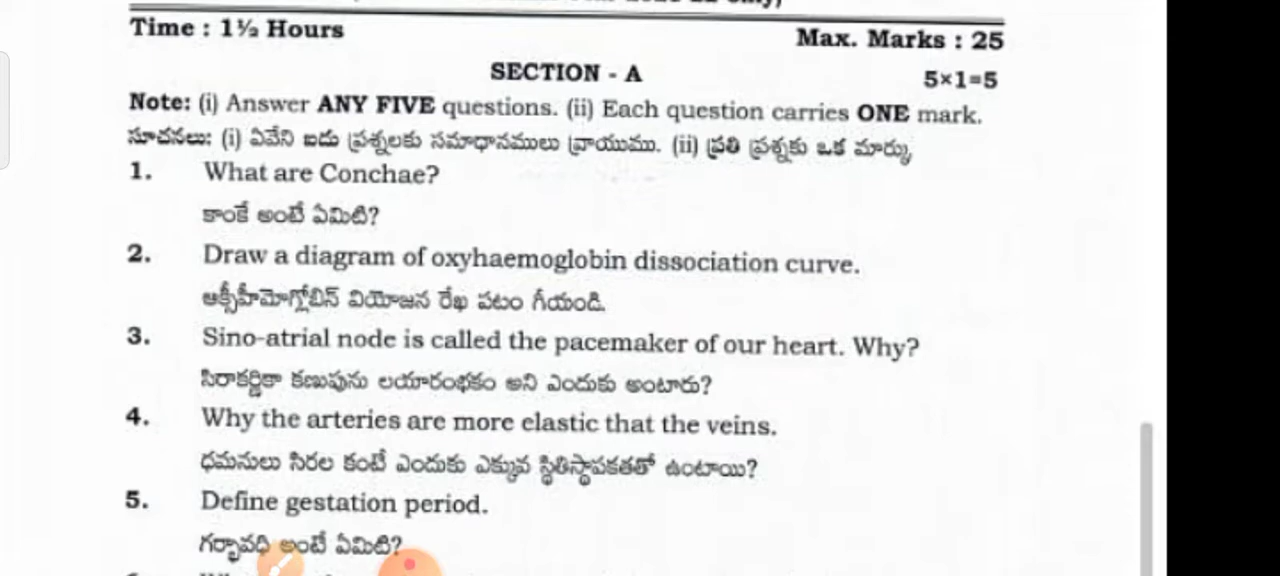 Time : 1½ Hours
Max. Marks : 25
SECTION - A
5×1=5
Note: (i) Answer ANY FIVE questions. (ii) Each question carries ONE mark.
సూచనలు: (i) ఏవేని ఐదు ప్రశ్నలకు సమాధానములు వ్రాయుము. (ii) ప్రతి ప్రశ్నకు ఒక మార్కు
1. What are Conchae?
కాంకే అంటే ఏమిటి?
2. Draw a diagram of oxyhaemoglobin dissociation curve.
ఆక్సీహీమోగ్లోబిన్ వియోజన రేఖ పటం గీయండి.
3. Sino-atrial node is called the pacemaker of our heart. Why?
సిరాకర్ణికా కణుపును లయారంభకం అని ఎందుకు అంటారు?
4. Why the arteries are more elastic that the veins.
ధమనులు సిరల కంటే ఎందుకు ఎక్కువ స్థితిస్థాపకతతో ఉంటాయి?
5. Define gestation period.
గర్భావధి అంటే ఏమిటి?